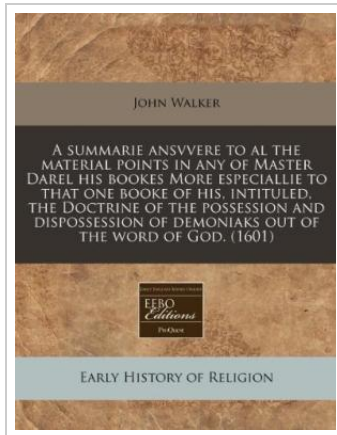 John Walker
A summarie ansvvere to al the
material points in any of Master
Darel his bookes More especiallie to
that one booke of his, intituled,
the Doctrine of the possession and
dispossession of demoniaks out of
the word of God. (1601)
EEBO
Editions
ProQuest
Early History of Religion